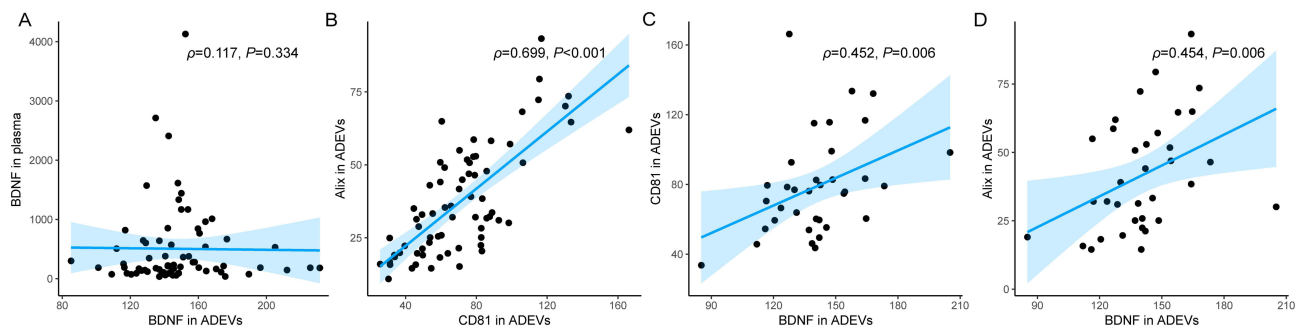 A
ρ=0.117, P=0.334
BDNF in plasma
4000
3000
2000
1000
0
80
120
160
200
BDNF in ADEVs
B
ρ=0.699, P<0.001
Alix in ADEVs
75
50
25
40
80
120
160
CD81 in ADEVs
C
ρ=0.452, P=0.006
CD81 in ADEVs
160
120
80
40
90
120
150
180
210
BDNF in ADEVs
D
ρ=0.454, P=0.006
Alix in ADEVs
75
50
25
0
90
120
150
180
210
BDNF in ADEVs